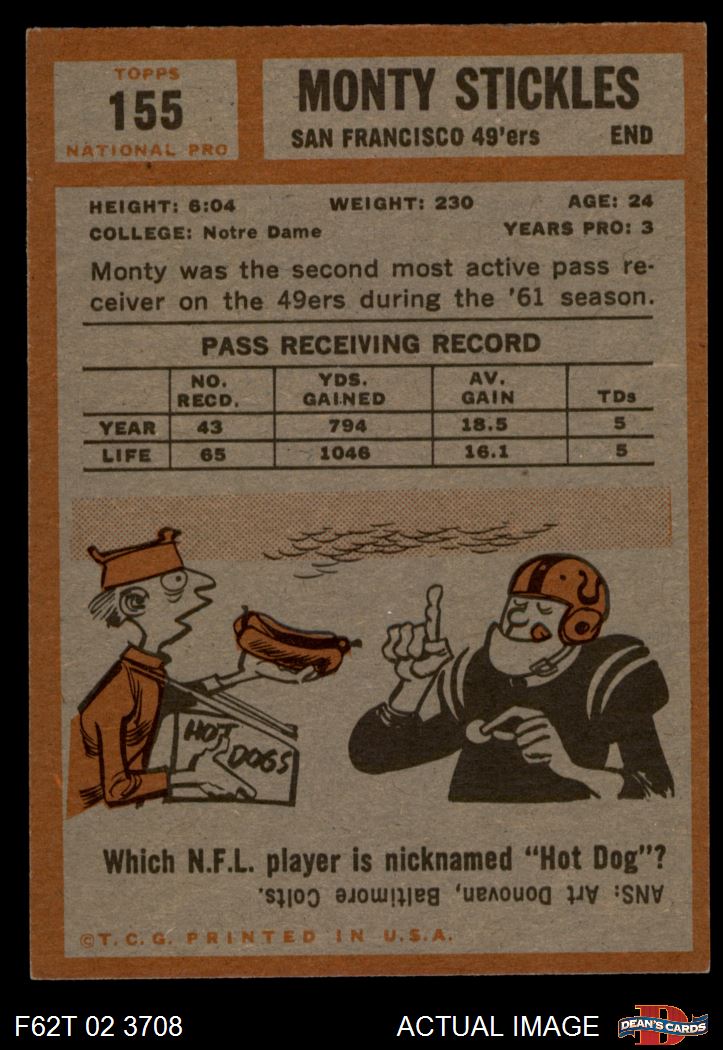 TOPPS
155
NATIONAL PRO
MONTY STICKLES
SAN FRANCISCO 49'ers END
HEIGHT: 6:04 WEIGHT: 230 AGE: 24
COLLEGE: Notre Dame YEARS PRO: 3
Monty was the second most active pass re-
ceiver on the 49ers during the '61 season.
PASS RECEIVING RECORD
NO. RECD. YDS. GAINED AV. GAIN TDs
YEAR 43 794 18.5 5
LIFE 65 1046 16.1 5
HOT
DOGS
Which N.F.L. player is nicknamed "Hot Dog"?
ANS: Art Donovan, Baltimore Colts.
©T.C.G. PRINTED IN U.S.A.
F62T 02 3708 ACTUAL IMAGE D DEAN'S CARDS